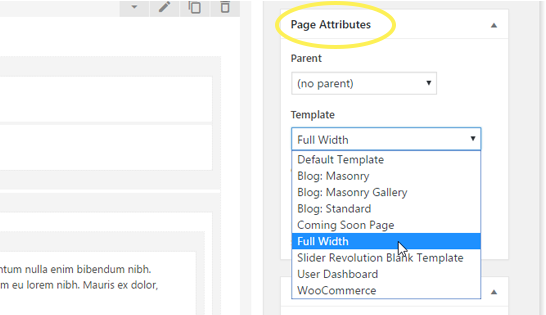 Page Attributes
Parent
(no parent)
Template
Full Width
Default Template
Blog: Masonry
Blog: Masonry Gallery
Blog: Standard
Coming Soon Page
Full Width
Slider Revolution Blank Template
User Dashboard
WooCommerce
ntum nulla enim bibendum nibh.
m eu lorem nibh. Mauris ex dolor,